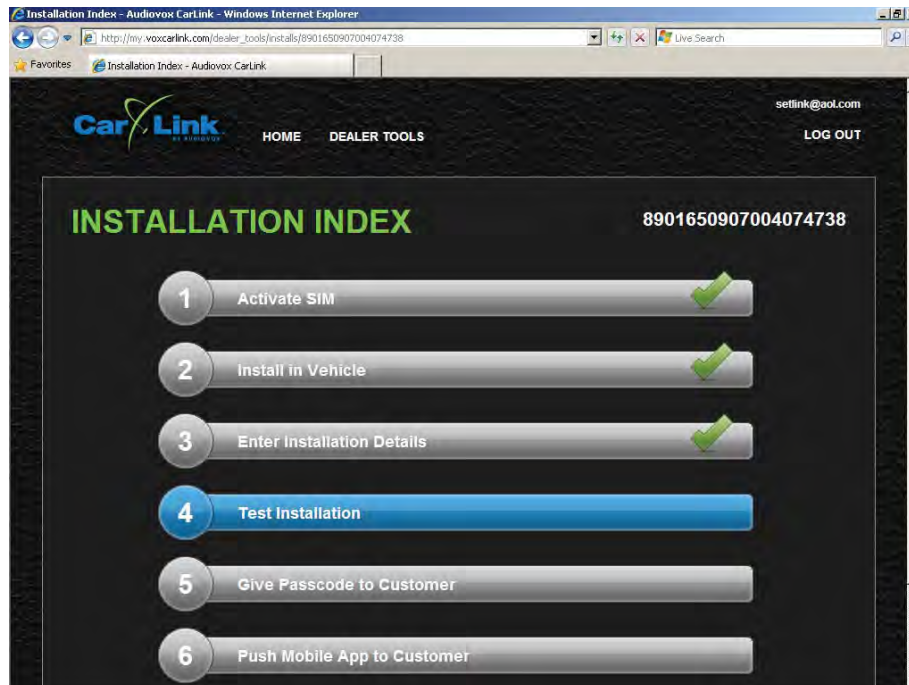 Installation Index - Audiovox CarLink - Windows Internet Explorer
http://my.voxcarlink.com/dealer_tools/installs/8901650907004074738
Live Search
Favorites
Installation Index - Audiovox CarLink
setlink@aol.com
CarLink
BY AUDIOVOX
HOME DEALER TOOLS
LOG OUT
INSTALLATION INDEX
8901650907004074738
1 Activate SIM
2 Install in Vehicle
3 Enter Installation Details
4 Test Installation
5 Give Passcode to Customer
6 Push Mobile App to Customer